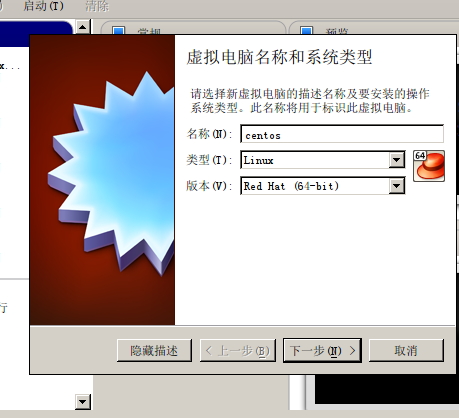 启动(T) 清除
常规 预览
x...
虚拟电脑名称和系统类型
请选择新虚拟电脑的描述名称及要安装的操作
系统类型。此名称将用于标识此虚拟电脑。
名称(N): centos
类型(T): Linux
64
版本(V): Red Hat (64-bit)
行
隐藏描述 < 上一步(B) 下一步(N) > 取消